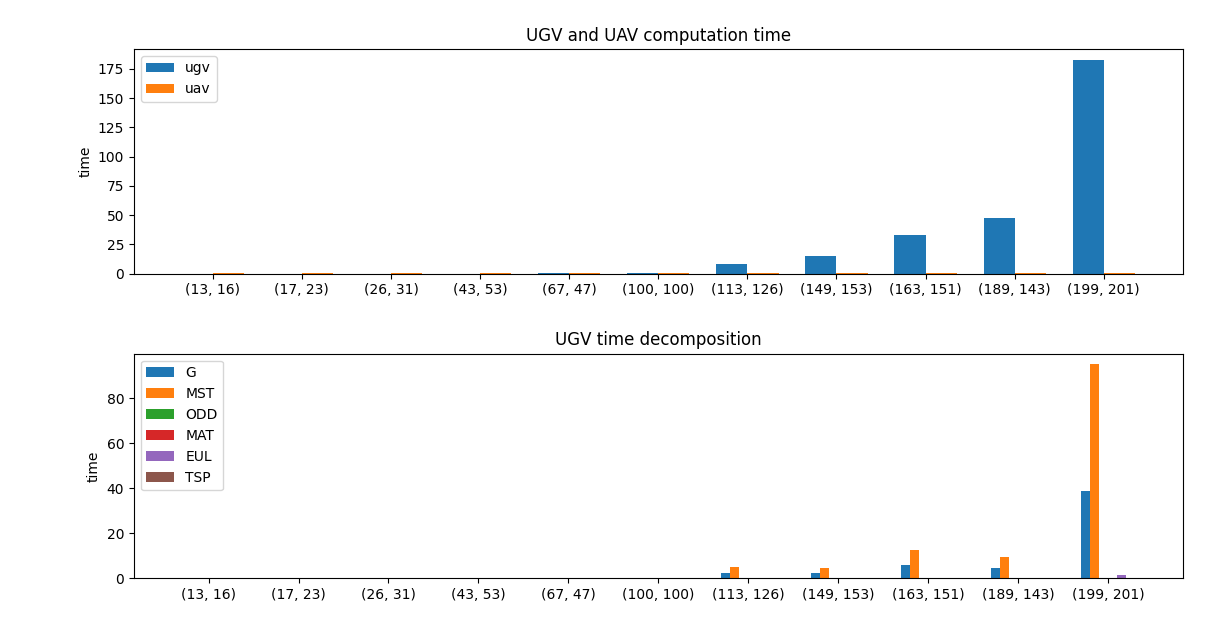 UGV and UAV computation time
ugv
uav
time
175
150
125
100
75
50
25
0
(13, 16) (17, 23) (26, 31) (43, 53) (67, 47) (100, 100) (113, 126) (149, 153) (163, 151) (189, 143) (199, 201)
UGV time decomposition
G
MST
ODD
MAT
EUL
TSP
time
80
60
40
20
0
(13, 16) (17, 23) (26, 31) (43, 53) (67, 47) (100, 100) (113, 126) (149, 153) (163, 151) (189, 143) (199, 201)